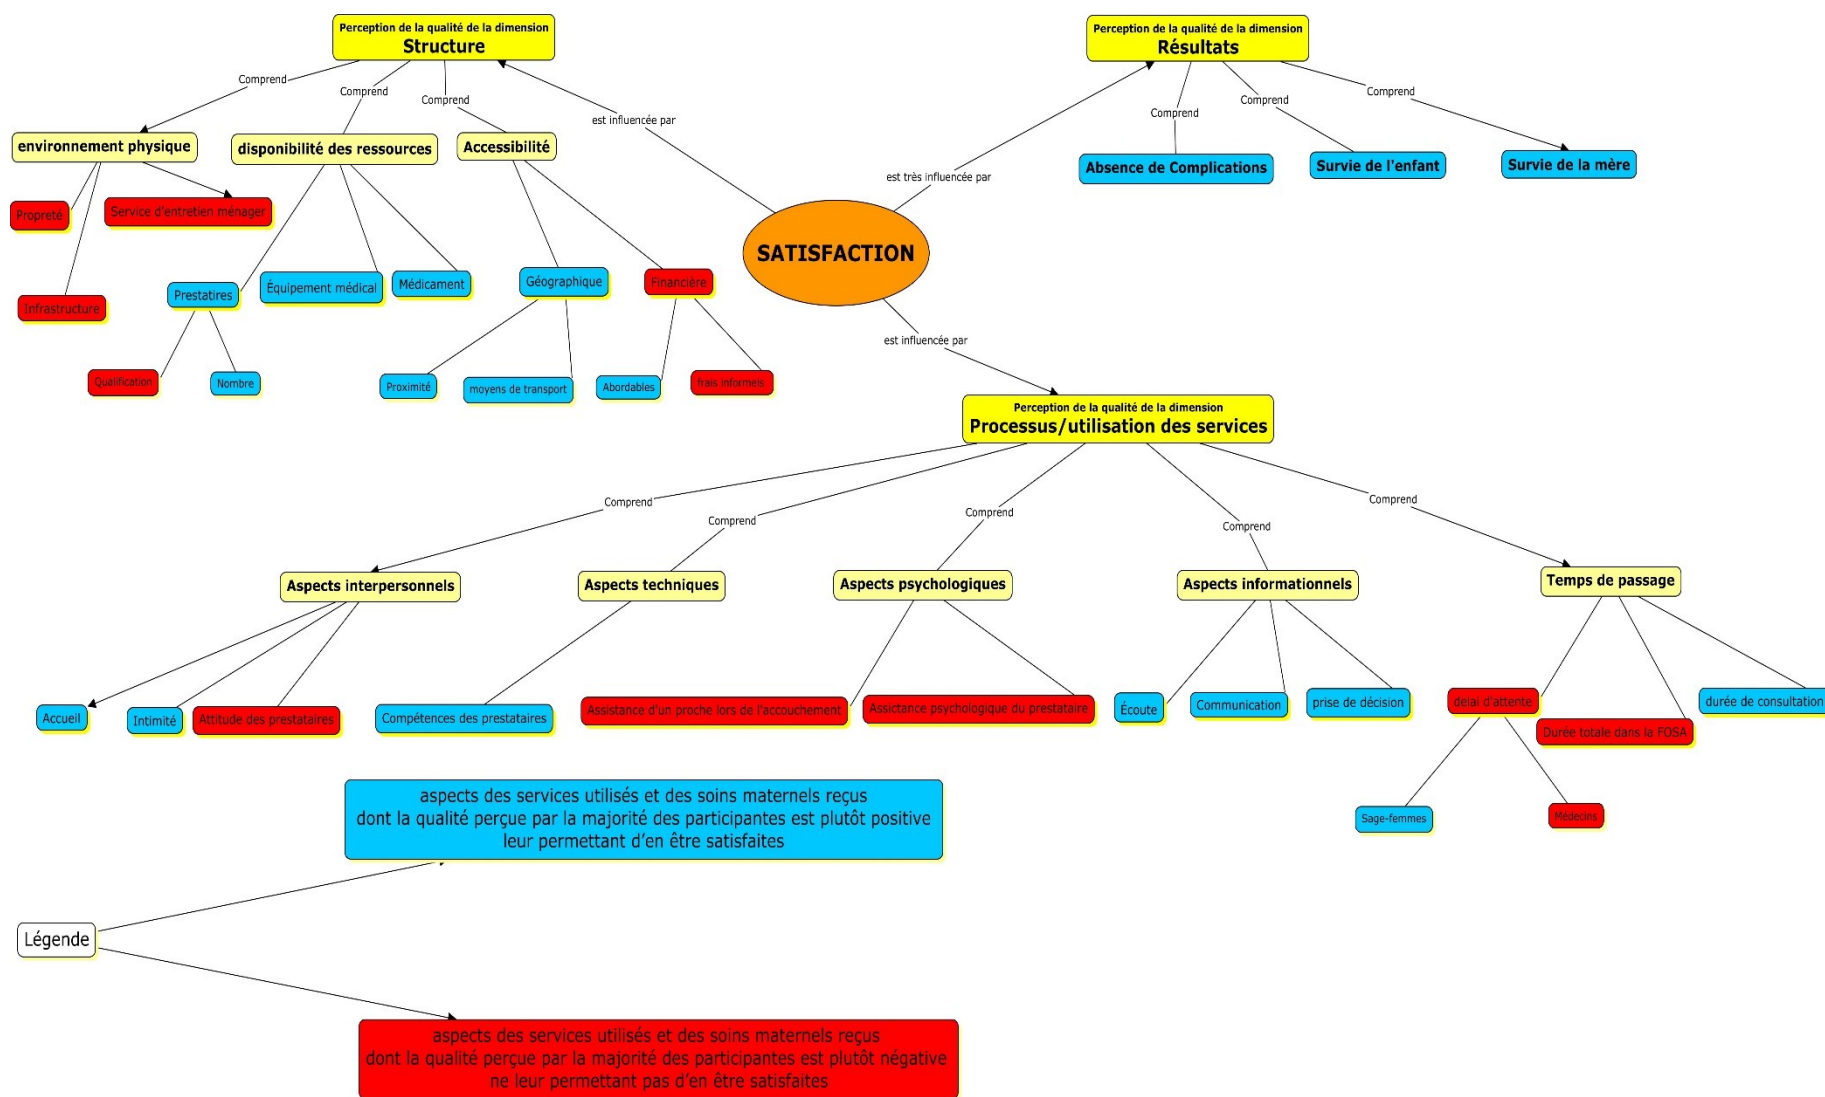 Perception de la qualité de la dimension
Structure
Perception de la qualité de la dimension
Résultats
Comprend
Comprend
Comprend
est influencée par
Comprend
Comprend
Comprend
environnement physique
disponibilité des ressources
Accessibilité
est très influencée par
Absence de Complications
Survie de l'enfant
Survie de la mère
Propreté
Service d'entretien ménager
SATISFACTION
Infrastructure
Prestatires
Équipement médical
Médicament
Géographique
Financière
est influencée par
Qualification
Nombre
Proximité
moyens de transport
Abordables
frais informels
Perception de la qualité de la dimension
Processus/utilisation des services
Comprend
Comprend
Comprend
Comprend
Comprend
Aspects interpersonnels
Aspects techniques
Aspects psychologiques
Aspects informationnels
Temps de passage
Accueil
Intimité
Attitude des prestataires
Compétences des prestataires
Assistance d'un proche lors de l'accouchement
Assictance psychologique du prestataire
Écoute
Communication
prise de décision
delai d'attente
Durée totale dans la FOSA
durée de consultation
Sage-femmes
Médecins
aspects des services utilisés et des soins maternels reçus
dont la qualité perçue par la majorité des participantes est plutôt positive
leur permettant d'en être satisfaites
Légende
aspects des services utilisés et des soins maternels reçus
dont la qualité perçue par la majorité des participantes est plutôt négative
ne leur permettant pas d'en être satisfaites